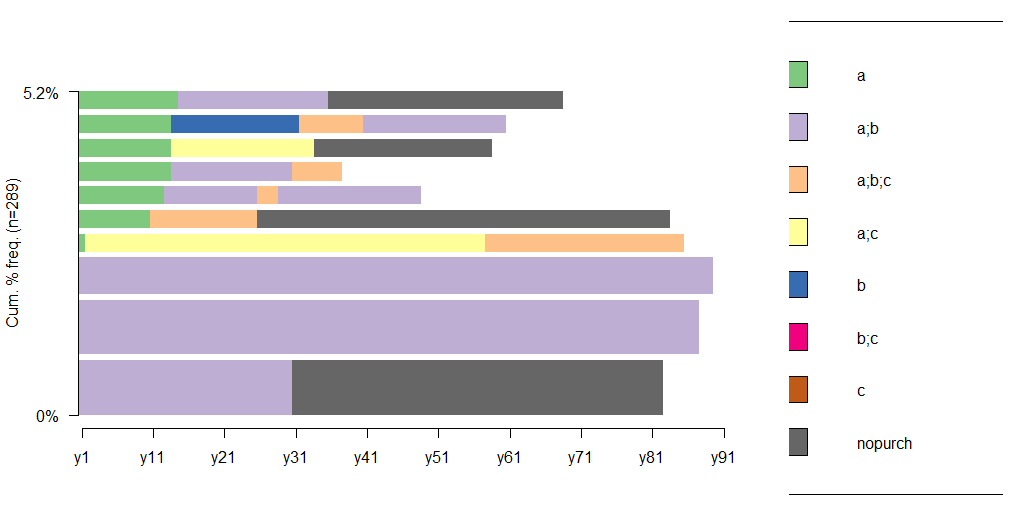 5.2%
Cum. % freq. (n=289)
0%
y1 y11 y21 y31 y41 y51 y61 y71 y81 y91
a
a;b
a;b;c
a;c
b
b;c
c
nopurch